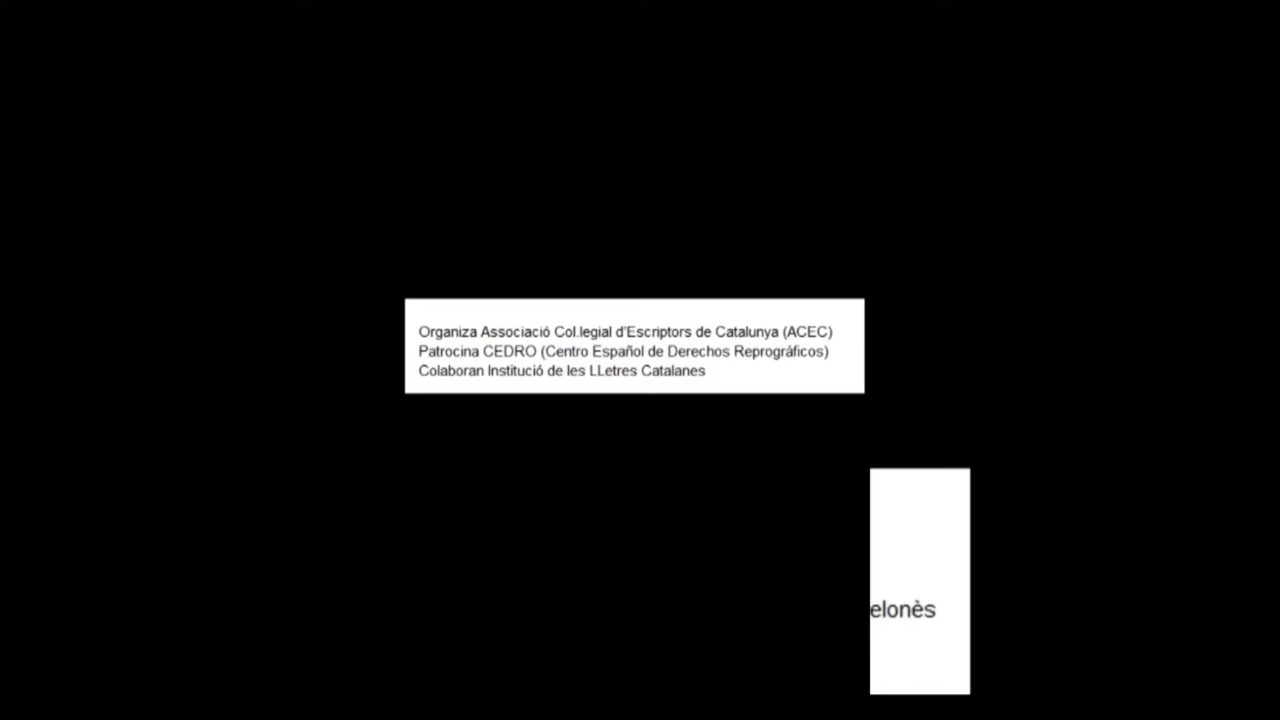 Organiza Associació Col.legial d'Escriptors de Catalunya (ACEC)
Patrocina CEDRO (Centro Español de Derechos Reprográficos)
Colaboran Institució de les LLetres Catalanes
elonès